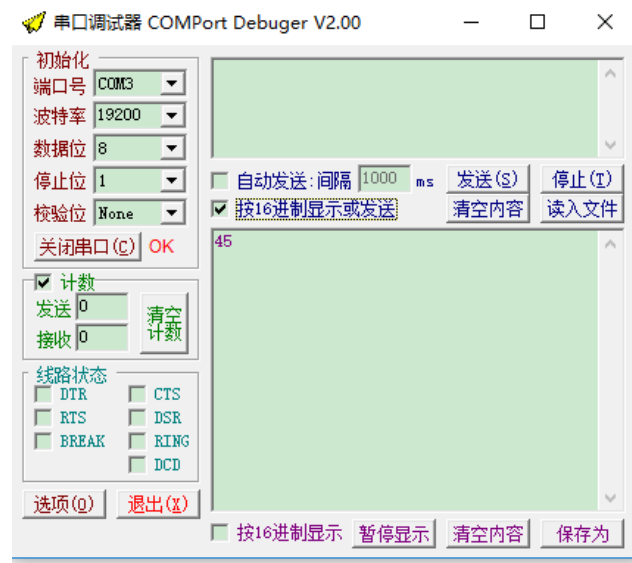 串口调试器 COMPort Debuger V2.00
初始化
端口号 COM3
波特率 19200
数据位 8
停止位 1
校验位 None
关闭串口(C) OK
自动发送:间隔 1000 ms 发送(S) 停止(T)
按16进制显示或发送 清空内容 读入文件
45
计数
发送 0
接收 0
清空
计数
线路状态
DTR CTS
RTS DSR
BREAK RING
DCD
选项(O) 退出(X)
按16进制显示 暂停显示 清空内容 保存为